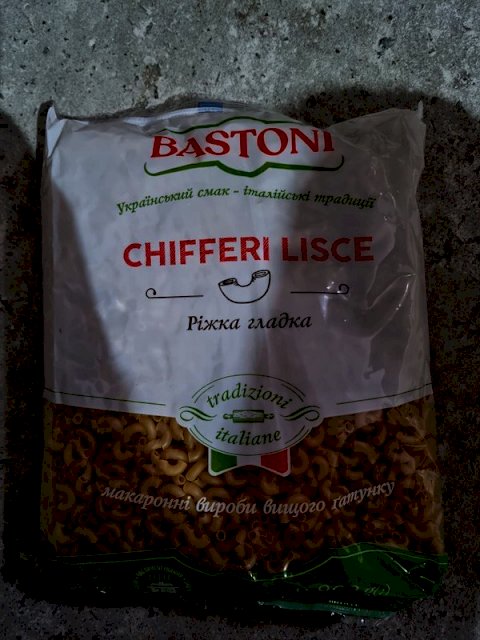 BASTONI
Український смак - італійські традиції
CHIFFERI LISCE
Ріжка гладка
tradizioni
italiane
макаронні вироби вищого ґатунку